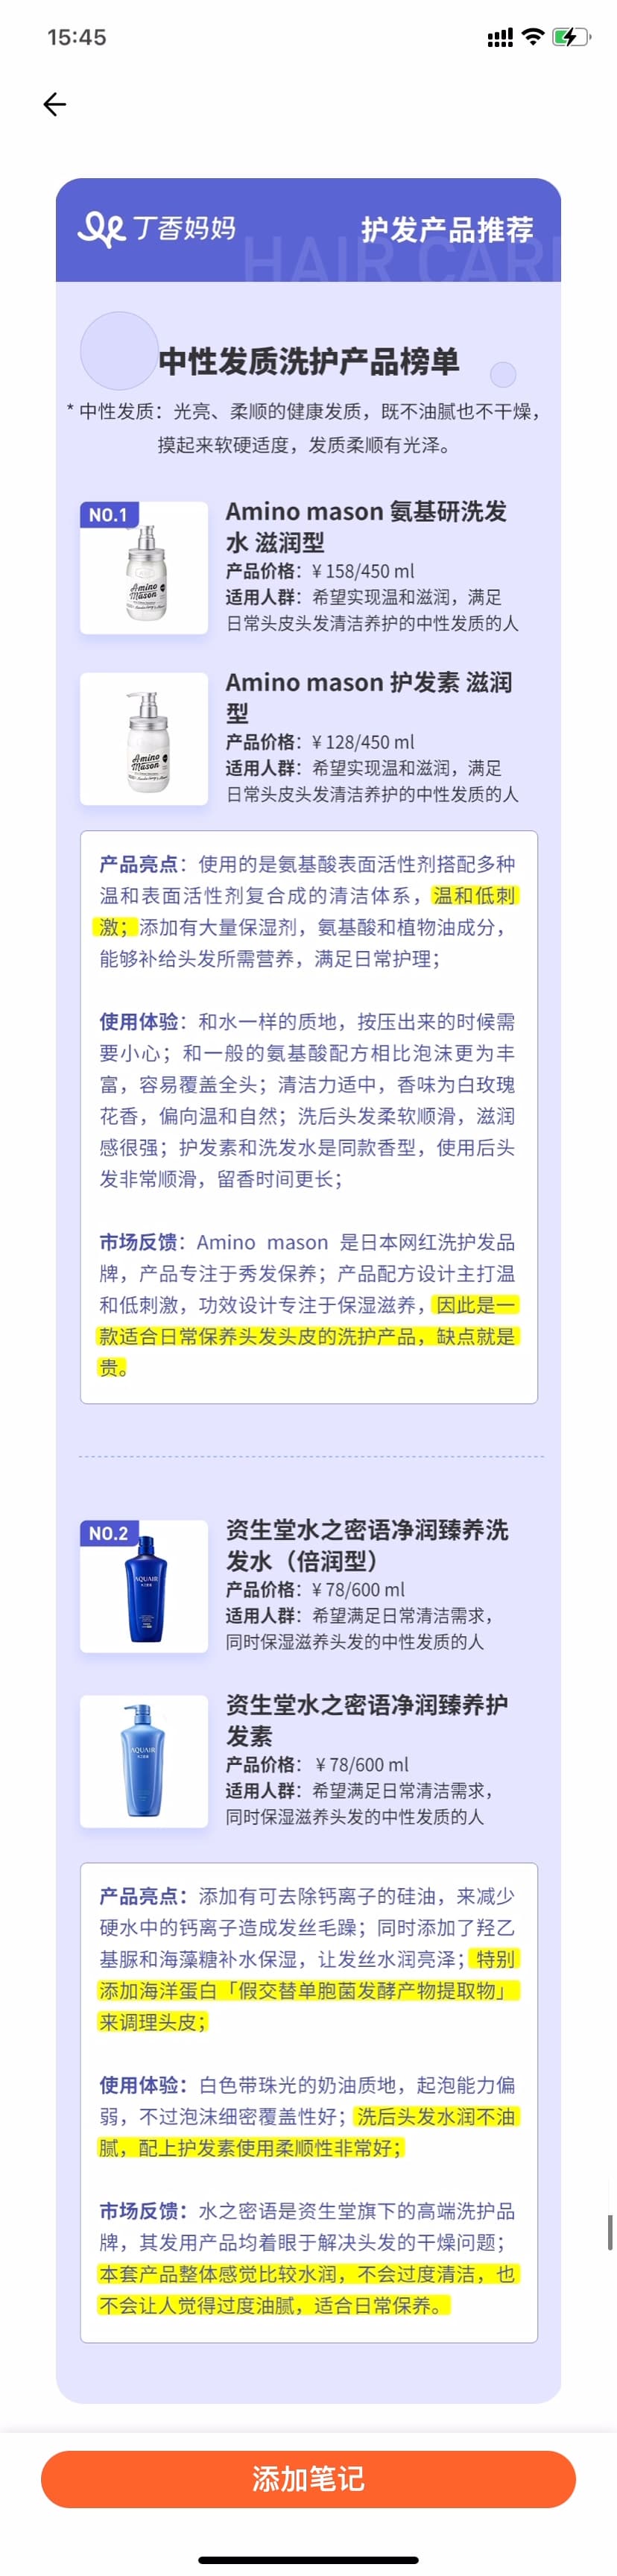 15:45
丁香妈妈
护发产品推荐
HAIR CARE
中性发质洗护产品榜单
* 中性发质：光亮、柔顺的健康发质，既不油腻也不干燥，
摸起来软硬适度，发质柔顺有光泽。
NO.1
Amino mason 氨基研洗发
水 滋润型
产品价格：¥ 158/450 ml
适用人群：希望实现温和滋润，满足
日常头皮头发清洁养护的中性发质的人
Amino Mason
Amino mason 护发素 滋润
型
产品价格：¥ 128/450 ml
适用人群：希望实现温和滋润，满足
日常头皮头发清洁养护的中性发质的人
Amino Mason
产品亮点：使用的是氨基酸表面活性剂搭配多种
温和表面活性剂复合成的清洁体系，温和低刺
激；添加有大量保湿剂，氨基酸和植物油成分，
能够补给头发所需营养，满足日常护理；
使用体验：和水一样的质地，按压出来的时候需
要小心；和一般的氨基酸配方相比泡沫更为丰
富，容易覆盖全头；清洁力适中，香味为白玫瑰
花香，偏向温和自然；洗后头发柔软顺滑，滋润
感很强；护发素和洗发水是同款香型，使用后头
发非常顺滑，留香时间更长；
市场反馈：Amino mason 是日本网红洗护发品
牌，产品专注于秀发保养；产品配方设计主打温
和低刺激，功效设计专注于保湿滋养，因此是一
款适合日常保养头发头皮的洗护产品，缺点就是
贵。
NO.2
资生堂水之密语净润臻养洗
发水（倍润型）
产品价格：¥ 78/600 ml
适用人群：希望满足日常清洁需求，
同时保湿滋养头发的中性发质的人
AQUAIR
资生堂水之密语净润臻养护
发素
产品价格： ¥ 78/600 ml
适用人群：希望满足日常清洁需求，
同时保湿滋养头发的中性发质的人
AQUAIR
产品亮点：添加有可去除钙离子的硅油，来减少
硬水中的钙离子造成发丝毛躁；同时添加了羟乙
基脲和海藻糖补水保湿，让发丝水润亮泽；特别
添加海洋蛋白「假交替单胞菌发酵产物提取物」
来调理头皮；
使用体验：白色带珠光的奶油质地，起泡能力偏
弱，不过泡沫细密覆盖性好；洗后头发水润不油
腻，配上护发素使用柔顺性非常好；
市场反馈：水之密语是资生堂旗下的高端洗护品
牌，其发用产品均着眼于解决头发的干燥问题；
本套产品整体感觉比较水润，不会过度清洁，也
不会让人觉得过度油腻，适合日常保养。
添加笔记